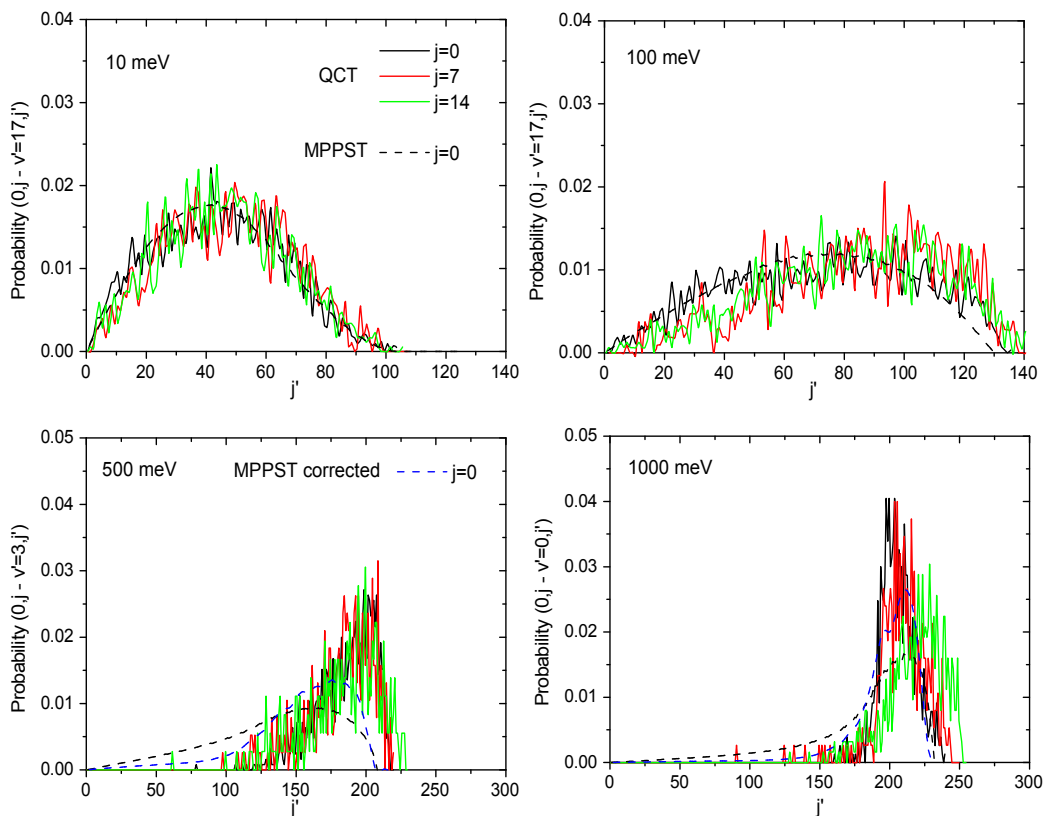 0.04
0.03
0.02
0.01
0.00
Probability (0,j - v'=17,j')
10 meV
QCT
j=0
j=7
j=14
MPPST
j=0
0 20 40 60 80 100 120 140
j'
0.04
0.03
0.02
0.01
0.00
Probability (0,j - v'=17,j')
100 meV
0 20 40 60 80 100 120 140
j'
0.05
0.04
0.03
0.02
0.01
0.00
Probability (0,j - v'=3,j')
500 meV
MPPST corrected
j=0
0 50 100 150 200 250 300
j'
0.05
0.04
0.03
0.02
0.01
0.00
Probability (0,j - v'=0,j')
1000 meV
0 50 100 150 200 250 300
j'